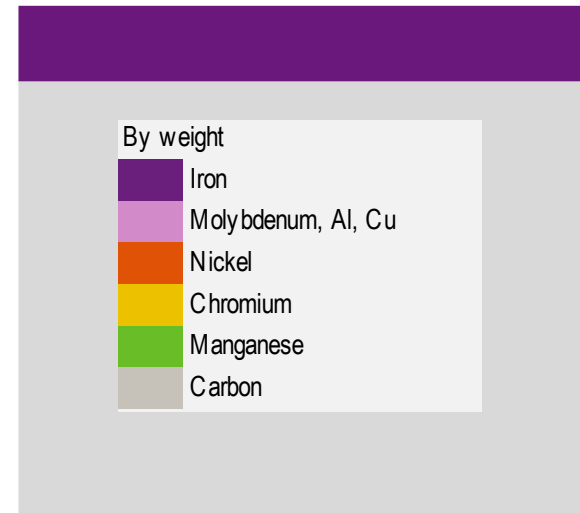 By weight
Iron
Molybdenum, Al, Cu
Nickel
Chromium
Manganese
Carbon